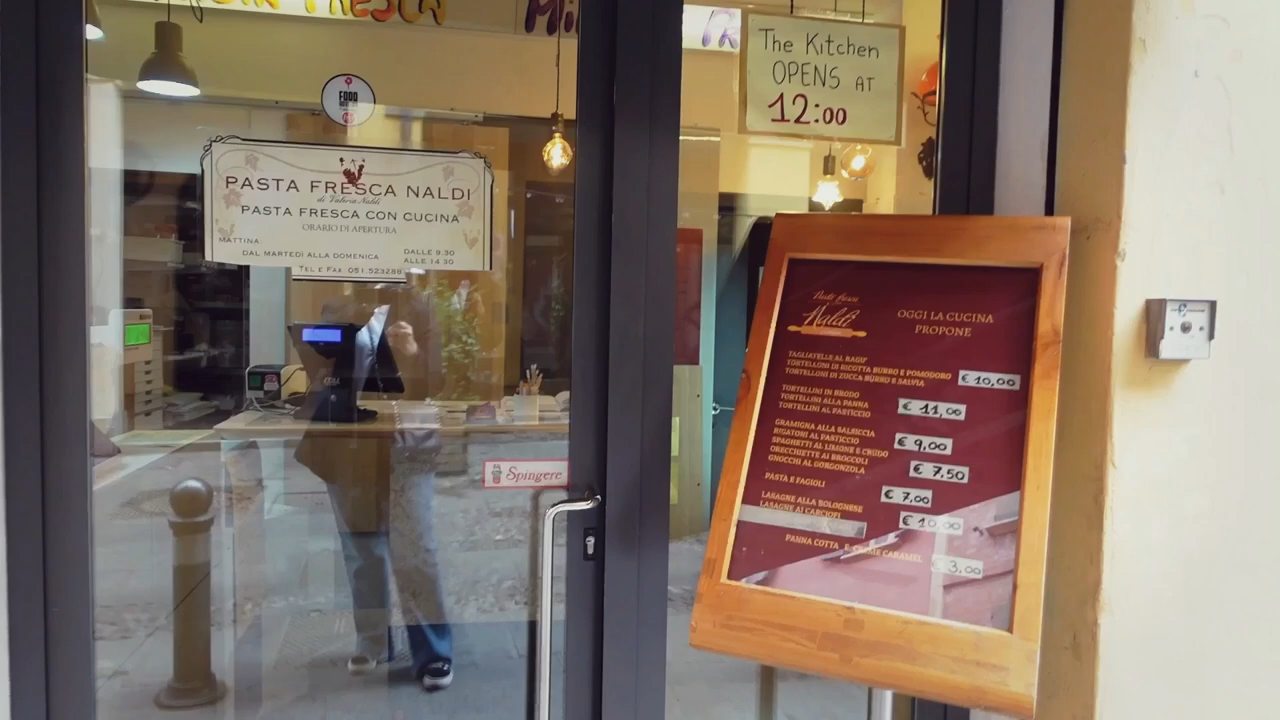 FRESCA
The Kitchen
OPENS AT
12:00
FOOD
PASTA FRESCA NALDI
di Valeria Naldi
PASTA FRESCA CON CUCINA
ORARIO DI APERTURA
MATTINA:
DAL MARTEDÌ ALLA DOMENICA
DALLE 9.30
ALLE 14.30
TEL E FAX 051.523288
Spingere
Pasta fresca
Naldi
OGGI LA CUCINA
PROPONE
TAGLIATELLE AL RAGU'
TORTELLONI DI RICOTTA BURRO E POMODORO
TORTELLONI DI ZUCCA BURRO E SALVIA
€ 10,00
TORTELLINI IN BRODO
TORTELLINI ALLA PANNA
TORTELLINI AL PASTICCIO
€ 11,00
GRAMIGNA ALLA SALSICCIA
RIGATONI AL PASTICCIO
SPAGHETTI AL LIMONE E CRUDO
ORECCHIETTE AI BROCCOLI
GNOCCHI AL GORGONZOLA
€ 9,00
€ 7,50
PASTA E FAGIOLI
€ 7,00
LASAGNE ALLA BOLOGNESE
LASAGNE AI CARCIOFI
€ 10,00
PANNA COTTA E CREME CARAMEL
€ 3,00